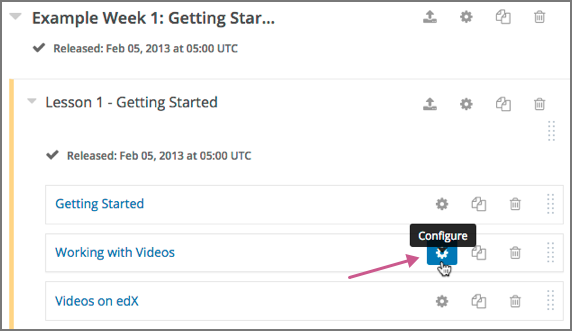 Example Week 1: Getting Star...
Released: Feb 05, 2013 at 05:00 UTC
Lesson 1 - Getting Started
Released: Feb 05, 2013 at 05:00 UTC
Getting Started
Configure
Working with Videos
Videos on edX